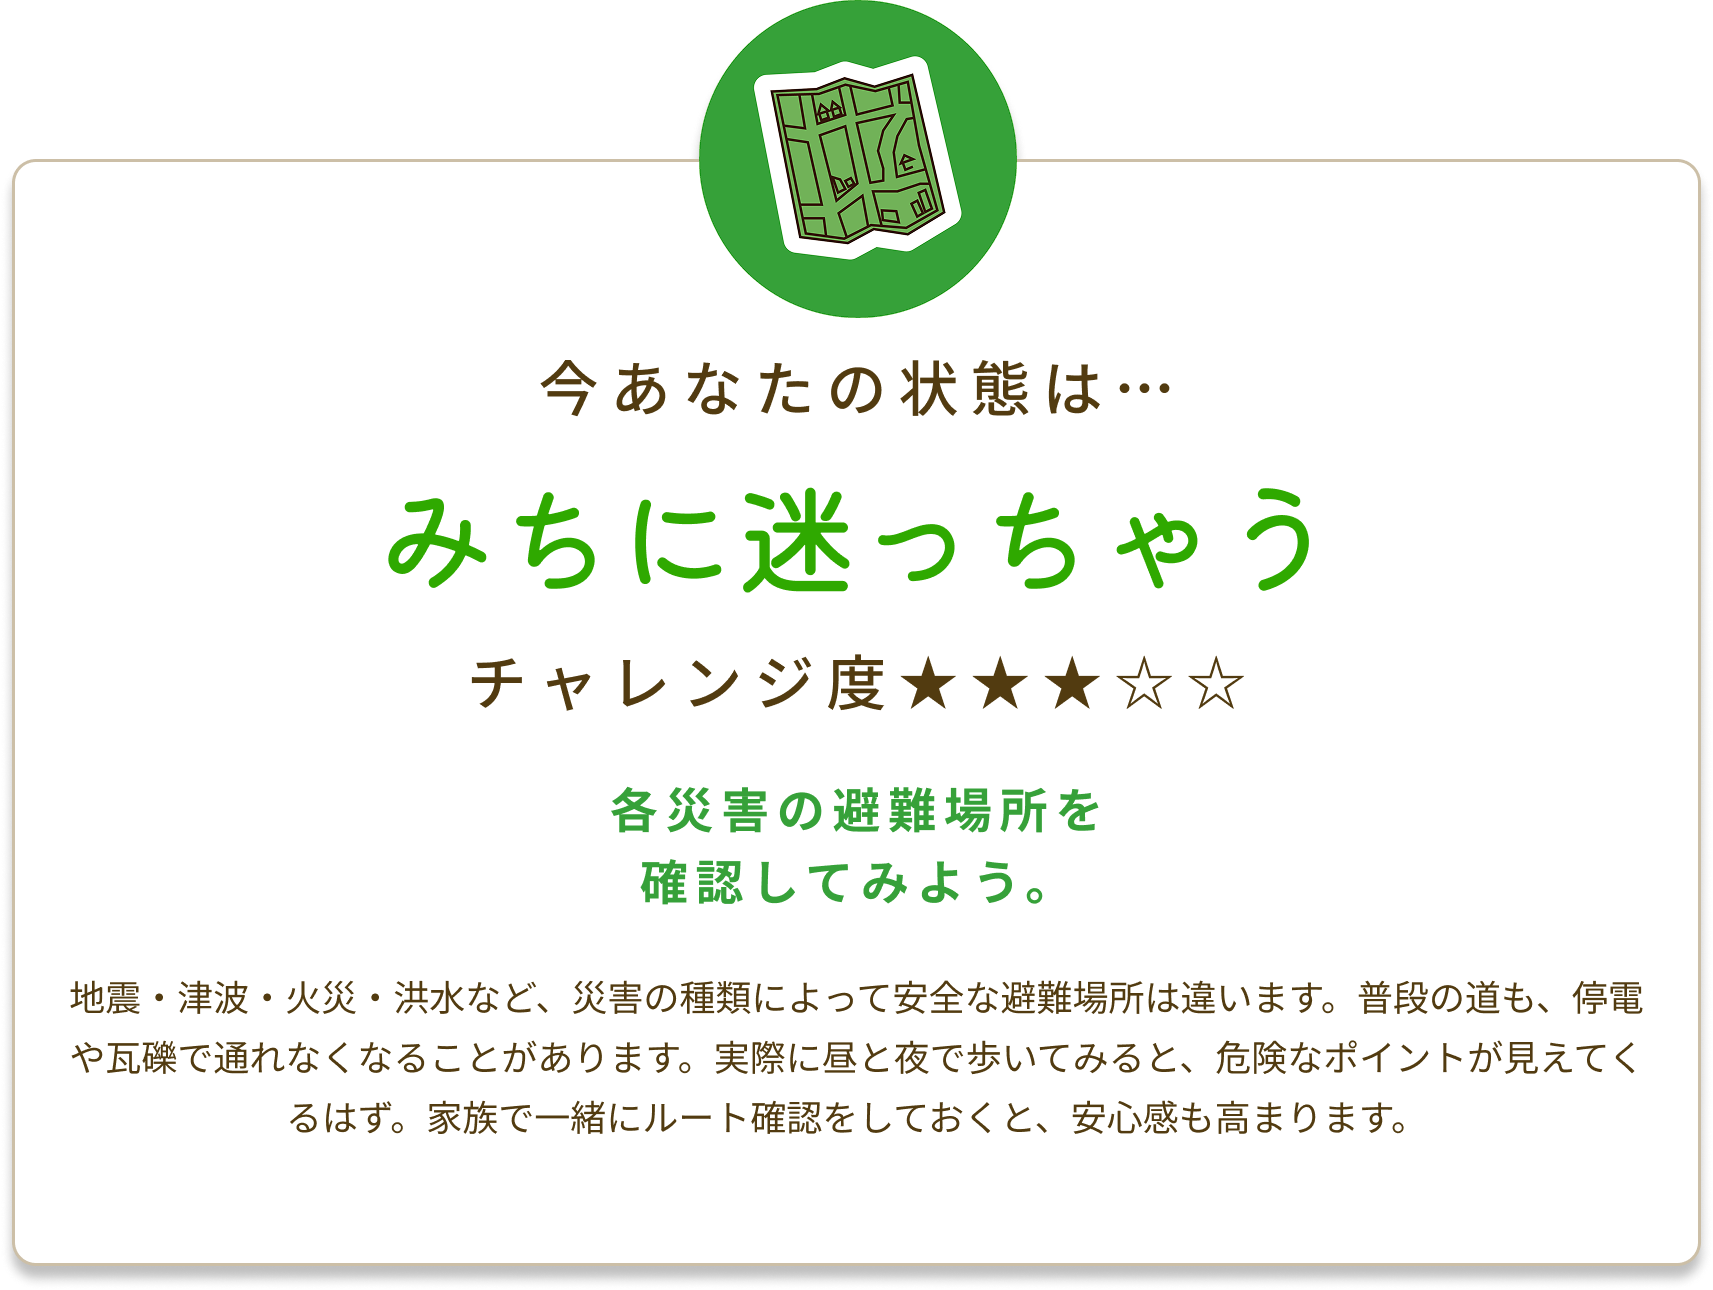 今あなたの状態は…
みちに迷っちゃう
チャレンジ度★★★☆☆
各災害の避難場所を
確認してみよう。
地震・津波・火災・洪水など、災害の種類によって安全な避難場所は違います。普段の道も、停電
や瓦礫で通れなくなることがあります。実際に昼と夜で歩いてみると、危険なポイントが見えてく
るはず。家族で一緒にルート確認をしておくと、安心感も高まります。